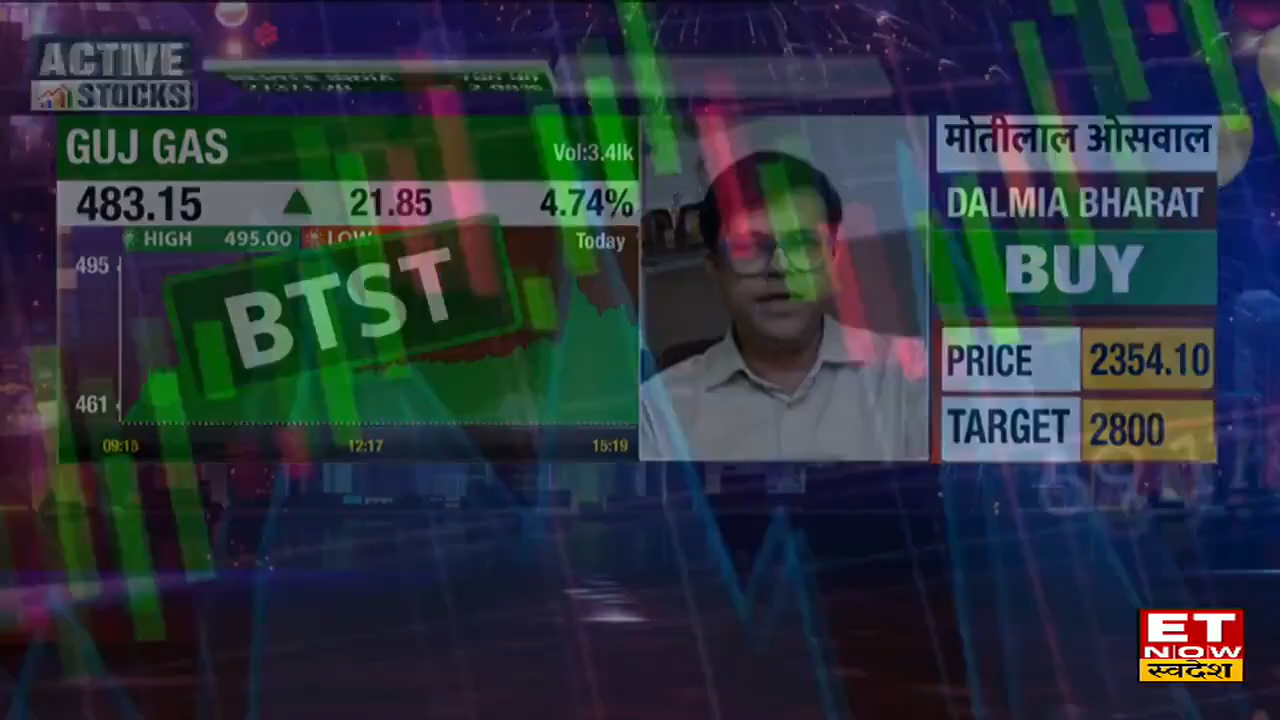 ACTIVE
STOCKS
GUJ GAS
Vol:3.4lk
483.15 ▲ 21.85 4.74%
HIGH 495.00 LOW
Today
BTST
495
461
09:15 12:17 15:19
मोतीलाल ओसवाल
DALMIA BHARAT
BUY
PRICE 2354.10
TARGET 2800
ET
NOW
स्वदेश